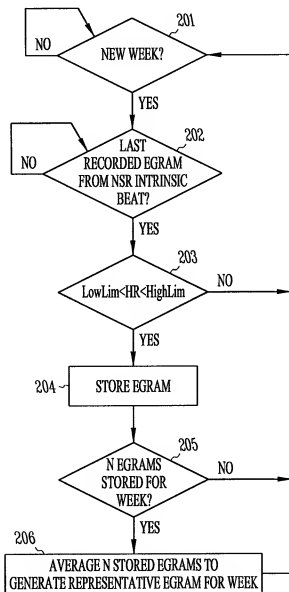 201
NO
NEW WEEK?
YES
202
NO
LAST
RECORDED EGRAM
FROM NSR INTRINSIC
BEAT?
YES
203
LowLim<HR<HighLim
NO
YES
204
STORE EGRAM
205
N EGRAMS
STORED FOR
WEEK?
NO
YES
206
AVERAGE N STORED EGRAMS TO
GENERATE REPRESENTATIVE EGRAM FOR WEEK